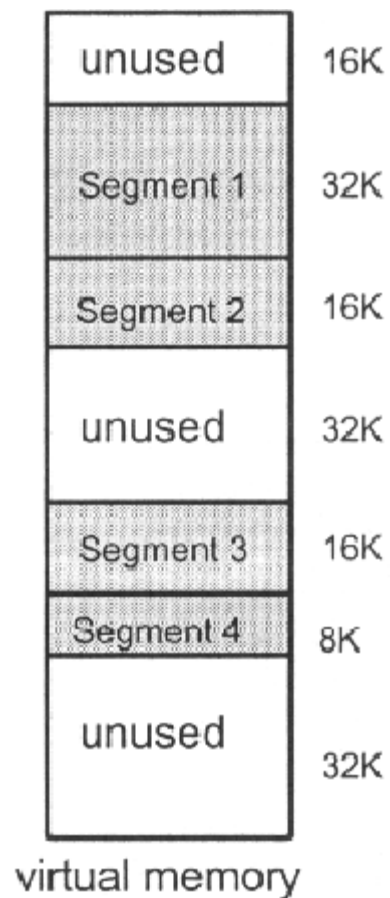 unused 16K
Segment 1 32K
Segment 2 16K
unused 32K
Segment 3 16K
Segment 4 8K
unused
32K
virtual memory